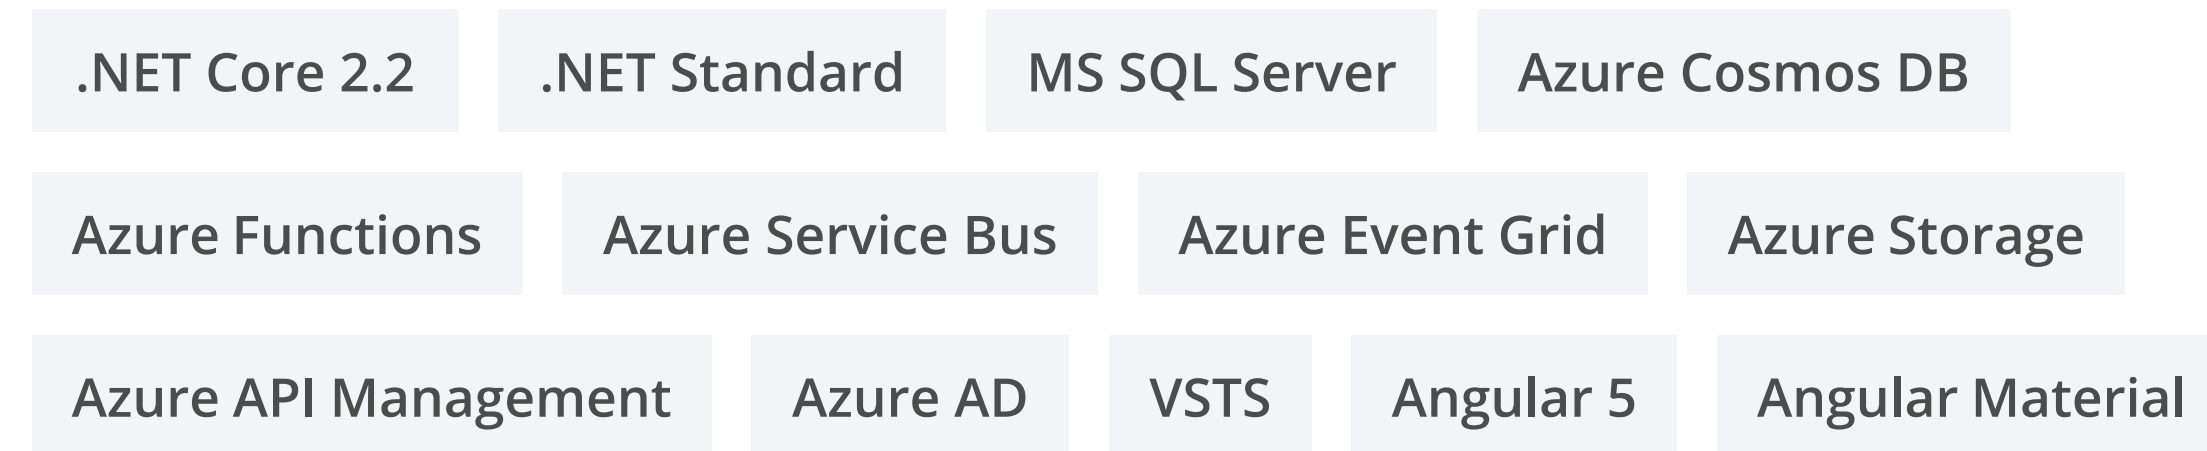 .NET Core 2.2 .NET Standard MS SQL Server Azure Cosmos DB
Azure Functions Azure Service Bus Azure Event Grid Azure Storage
Azure API Management Azure AD VSTS Angular 5 Angular Material